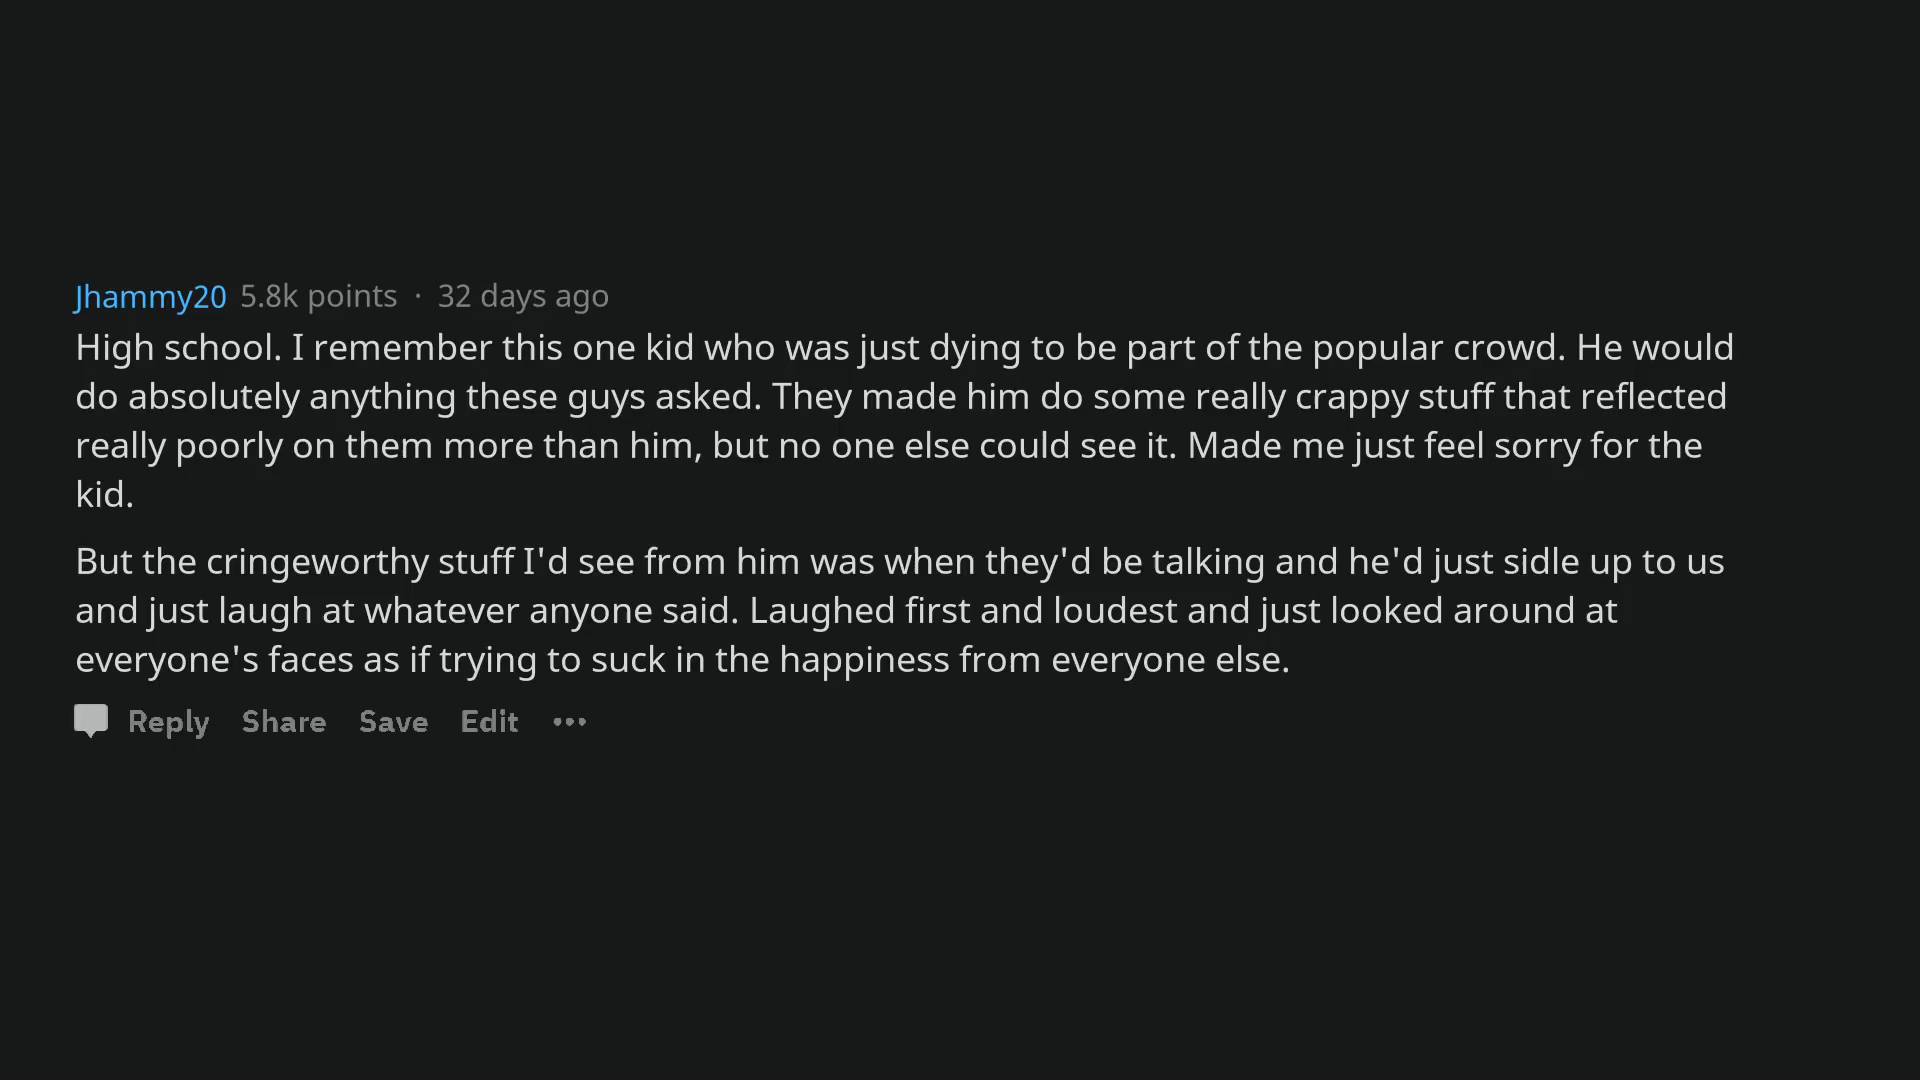 Jhammy20 5.8k points · 32 days ago
High school. I remember this one kid who was just dying to be part of the popular crowd. He would
do absolutely anything these guys asked. They made him do some really crappy stuff that reflected
really poorly on them more than him, but no one else could see it. Made me just feel sorry for the
kid.
But the cringeworthy stuff I'd see from him was when they'd be talking and he'd just sidle up to us
and just laugh at whatever anyone said. Laughed first and loudest and just looked around at
everyone's faces as if trying to suck in the happiness from everyone else.
Reply Share Save Edit •••